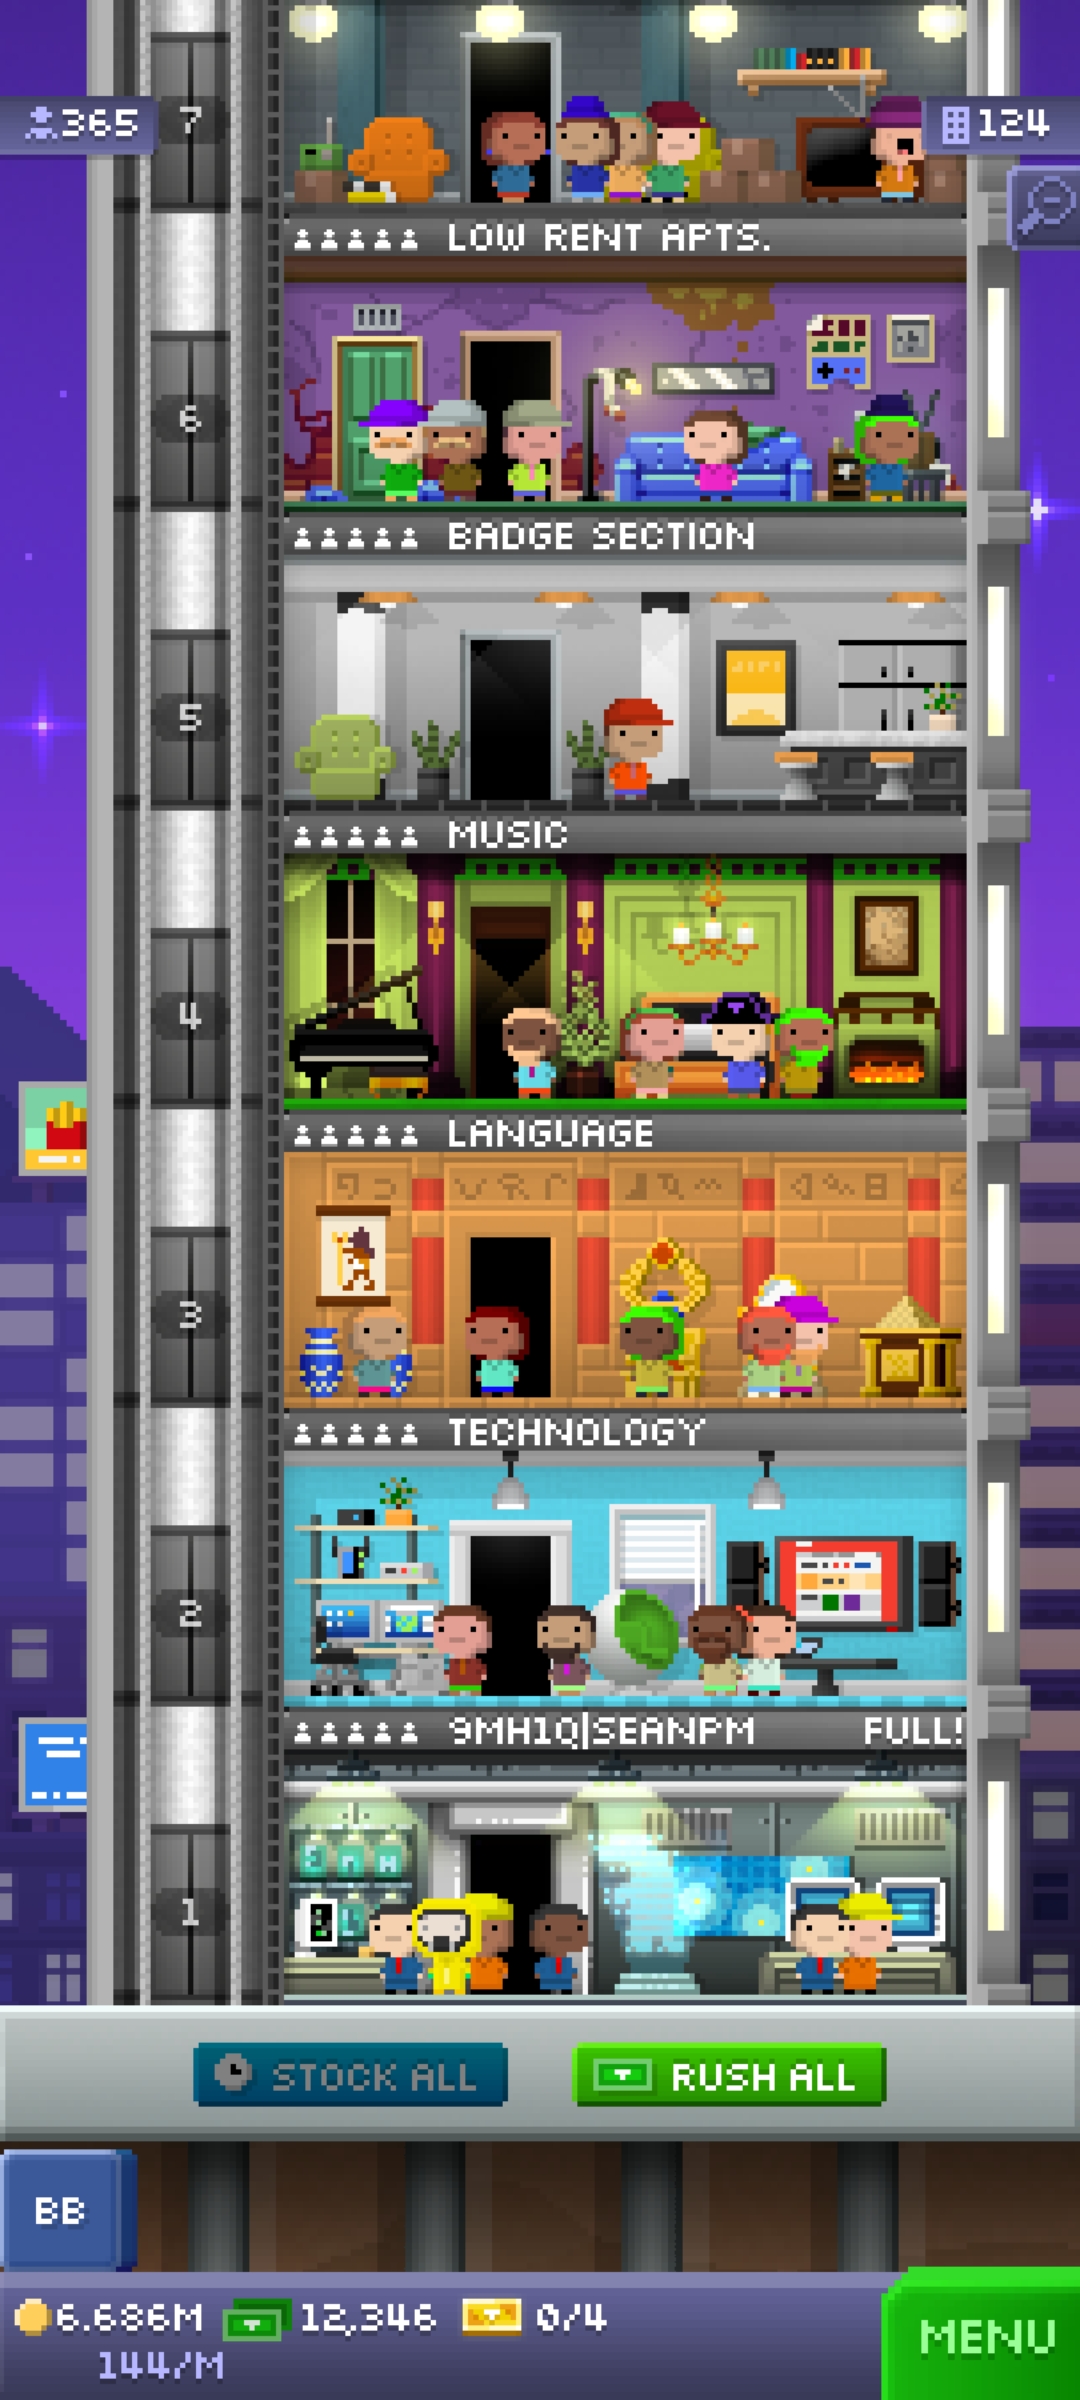 7
365
124
LOW RENT APTS.
6
BADGE SECTION
5
MUSIC
4
LANGUAGE
3
TECHNOLOGY
2
9MH1Q|SEANPM FULL!
1
STOCK ALL
RUSH ALL
BB
6.686M 12,346 0/4
144/M
MENU